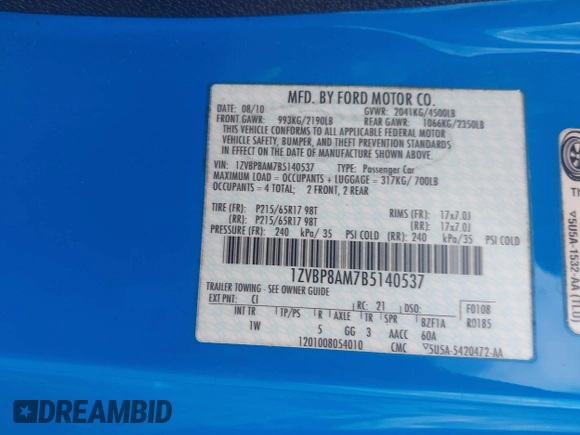 MFD. BY FORD MOTOR CO.
DATE: 08/10 GVWR: 2041KG/4500LB
FRONT GAWR: 993KG/2190LB REAR GAWR: 1066KG/2350LB
THIS VEHICLE CONFORMS TO ALL APPLICABLE FEDERAL MOTOR
VEHICLE SAFETY, BUMPER, AND THEFT PREVENTION STANDARDS
IN EFFECT ON THE DATE OF MANUFACTURE SHOWN ABOVE.
VIN: 1ZVBP8AM7B5140537 TYPE: Passenger Car
MAXIMUM LOAD = OCCUPANTS + LUGGAGE = 317KG/ 700LB
OCCUPANTS = 4 TOTAL; 2 FRONT, 2 REAR
TIRE (FR): P215/65R17 98T RIMS (FR): 17x7.0J
(RR): P215/65R17 98T (RR): 17x7.0J
PRESSURE (FR): 240 kPa/ 35 PSI COLD (RR): 240 kPa/ 35 PSI COLD
1ZVBP8AM7B5140537
TRAILER TOWING - SEE OWNER GUIDE
EXT PNT: CI RC: 21 DSO: F0108
INT TR TP/PS R AXLE TR SPR BZF1A R0185
1W 5 GG 3 AACC 60A
1201008054010 CMC ▽5U5A-5420472-AA
Th
▽5U5A-1532-AA (LD)
DREAMBID